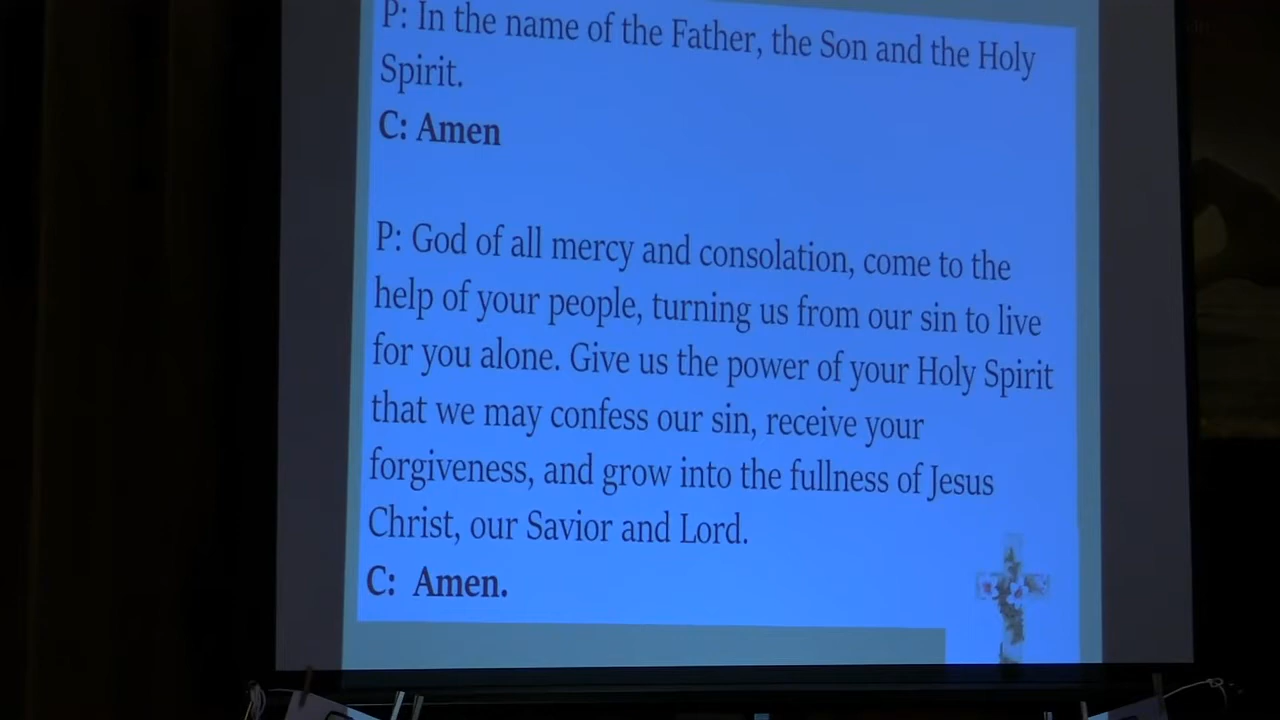 P: In the name of the Father, the Son and the Holy
Spirit.
C: Amen
P: God of all mercy and consolation, come to the
help of your people, turning us from our sin to live
for you alone. Give us the power of your Holy Spirit
that we may confess our sin, receive your
forgiveness, and grow into the fullness of Jesus
Christ, our Savior and Lord.
C: Amen.